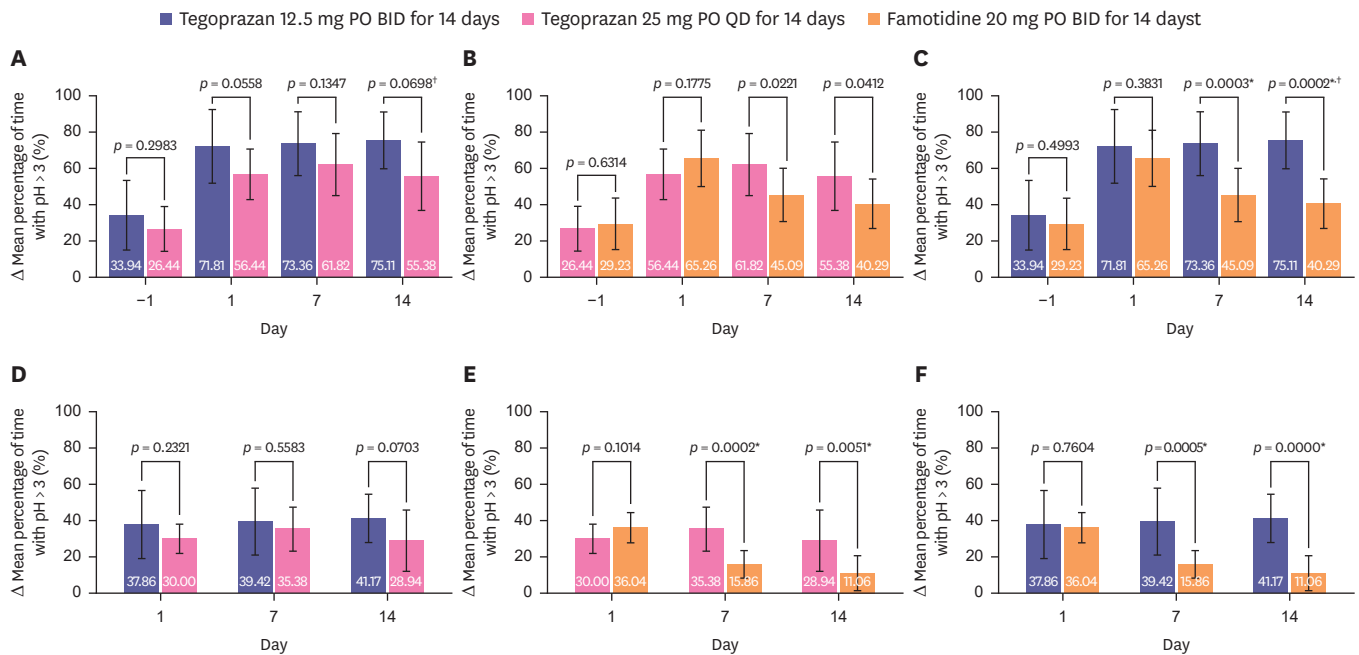 Tegoprazan 12.5 mg PO BID for 14 days Tegoprazan 25 mg PO QD for 14 days Famotidine 20 mg PO BID for 14 dayst
A
Δ Mean percentage of time
with pH > 3 (%)
100
80
60
40
20
0
p = 0.2983
p = 0.0558
p = 0.1347
p = 0.0698†
33.94 26.44 71.81 56.44 73.36 61.82 75.11 55.38
−1 1 7 14
Day
B
Δ Mean percentage of time
with pH > 3 (%)
100
80
60
40
20
0
p = 0.6314
p = 0.1775
p = 0.0221
p = 0.0412
26.44 29.23 56.44 65.26 61.82 45.09 55.38 40.29
−1 1 7 14
Day
C
Δ Mean percentage of time
with pH > 3 (%)
100
80
60
40
20
0
p = 0.4993
p = 0.3831
p = 0.0003*
p = 0.0002*,†
33.94 29.23 71.81 65.26 73.36 45.09 75.11 40.29
−1 1 7 14
Day
D
Δ Mean percentage of time
with pH > 3 (%)
100
80
60
40
20
0
p = 0.2321
p = 0.5583
p = 0.0703
37.86 30.00 39.42 35.38 41.17 28.94
1 7 14
Day
E
Δ Mean percentage of time
with pH > 3 (%)
100
80
60
40
20
0
p = 0.1014
p = 0.0002*
p = 0.0051*
30.00 36.04 35.38 15.86 28.94 11.06
1 7 14
Day
F
Δ Mean percentage of time
with pH > 3 (%)
100
80
60
40
20
0
p = 0.7604
p = 0.0005*
p = 0.0000*
37.86 36.04 39.42 15.86 41.17 11.06
1 7 14
Day